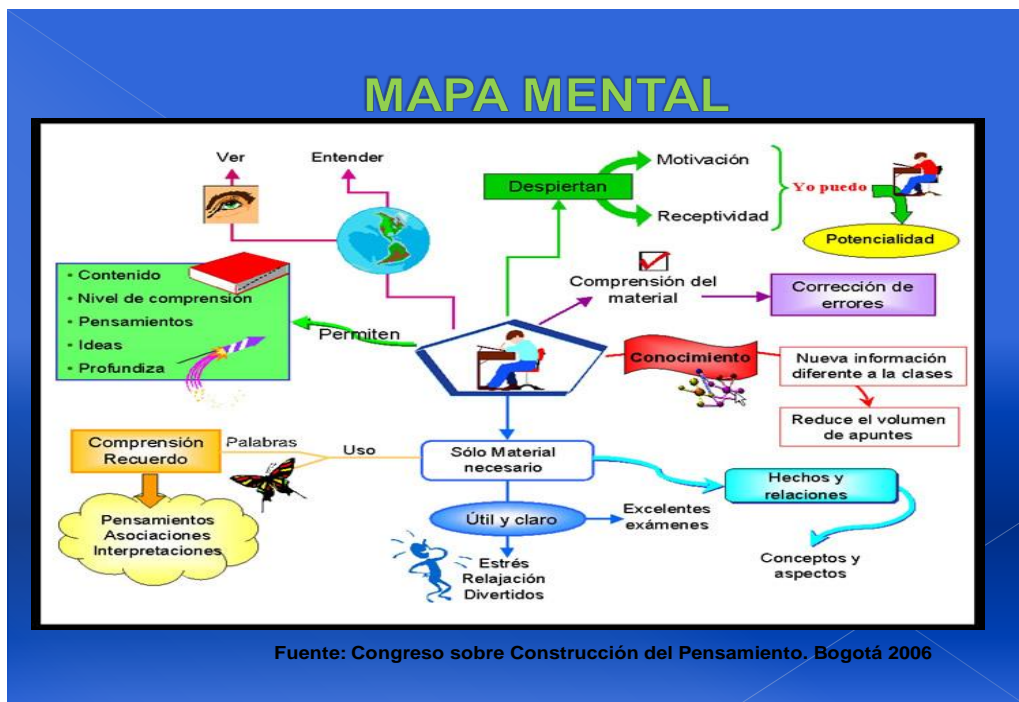 MAPA MENTAL
Ver
Entender
Despiertan
Motivación
Receptividad
Yo puedo
Potencialidad
• Contenido
• Nivel de comprensión
• Pensamientos
• Ideas
• Profundiza
Permiten
Comprensión del
material
Corrección de
errores
Conocimiento
Nueva información
diferente a la clases
Reduce el volumen
de apuntes
Comprensión
Recuerdo
Palabras
Uso
Sólo Material
necesario
Hechos y
relaciones
Pensamientos
Asociaciones
Interpretaciones
Útil y claro
Excelentes
exámenes
Estrés
Relajación
Divertidos
Conceptos y
aspectos
Fuente: Congreso sobre Construcción del Pensamiento. Bogotá 2006